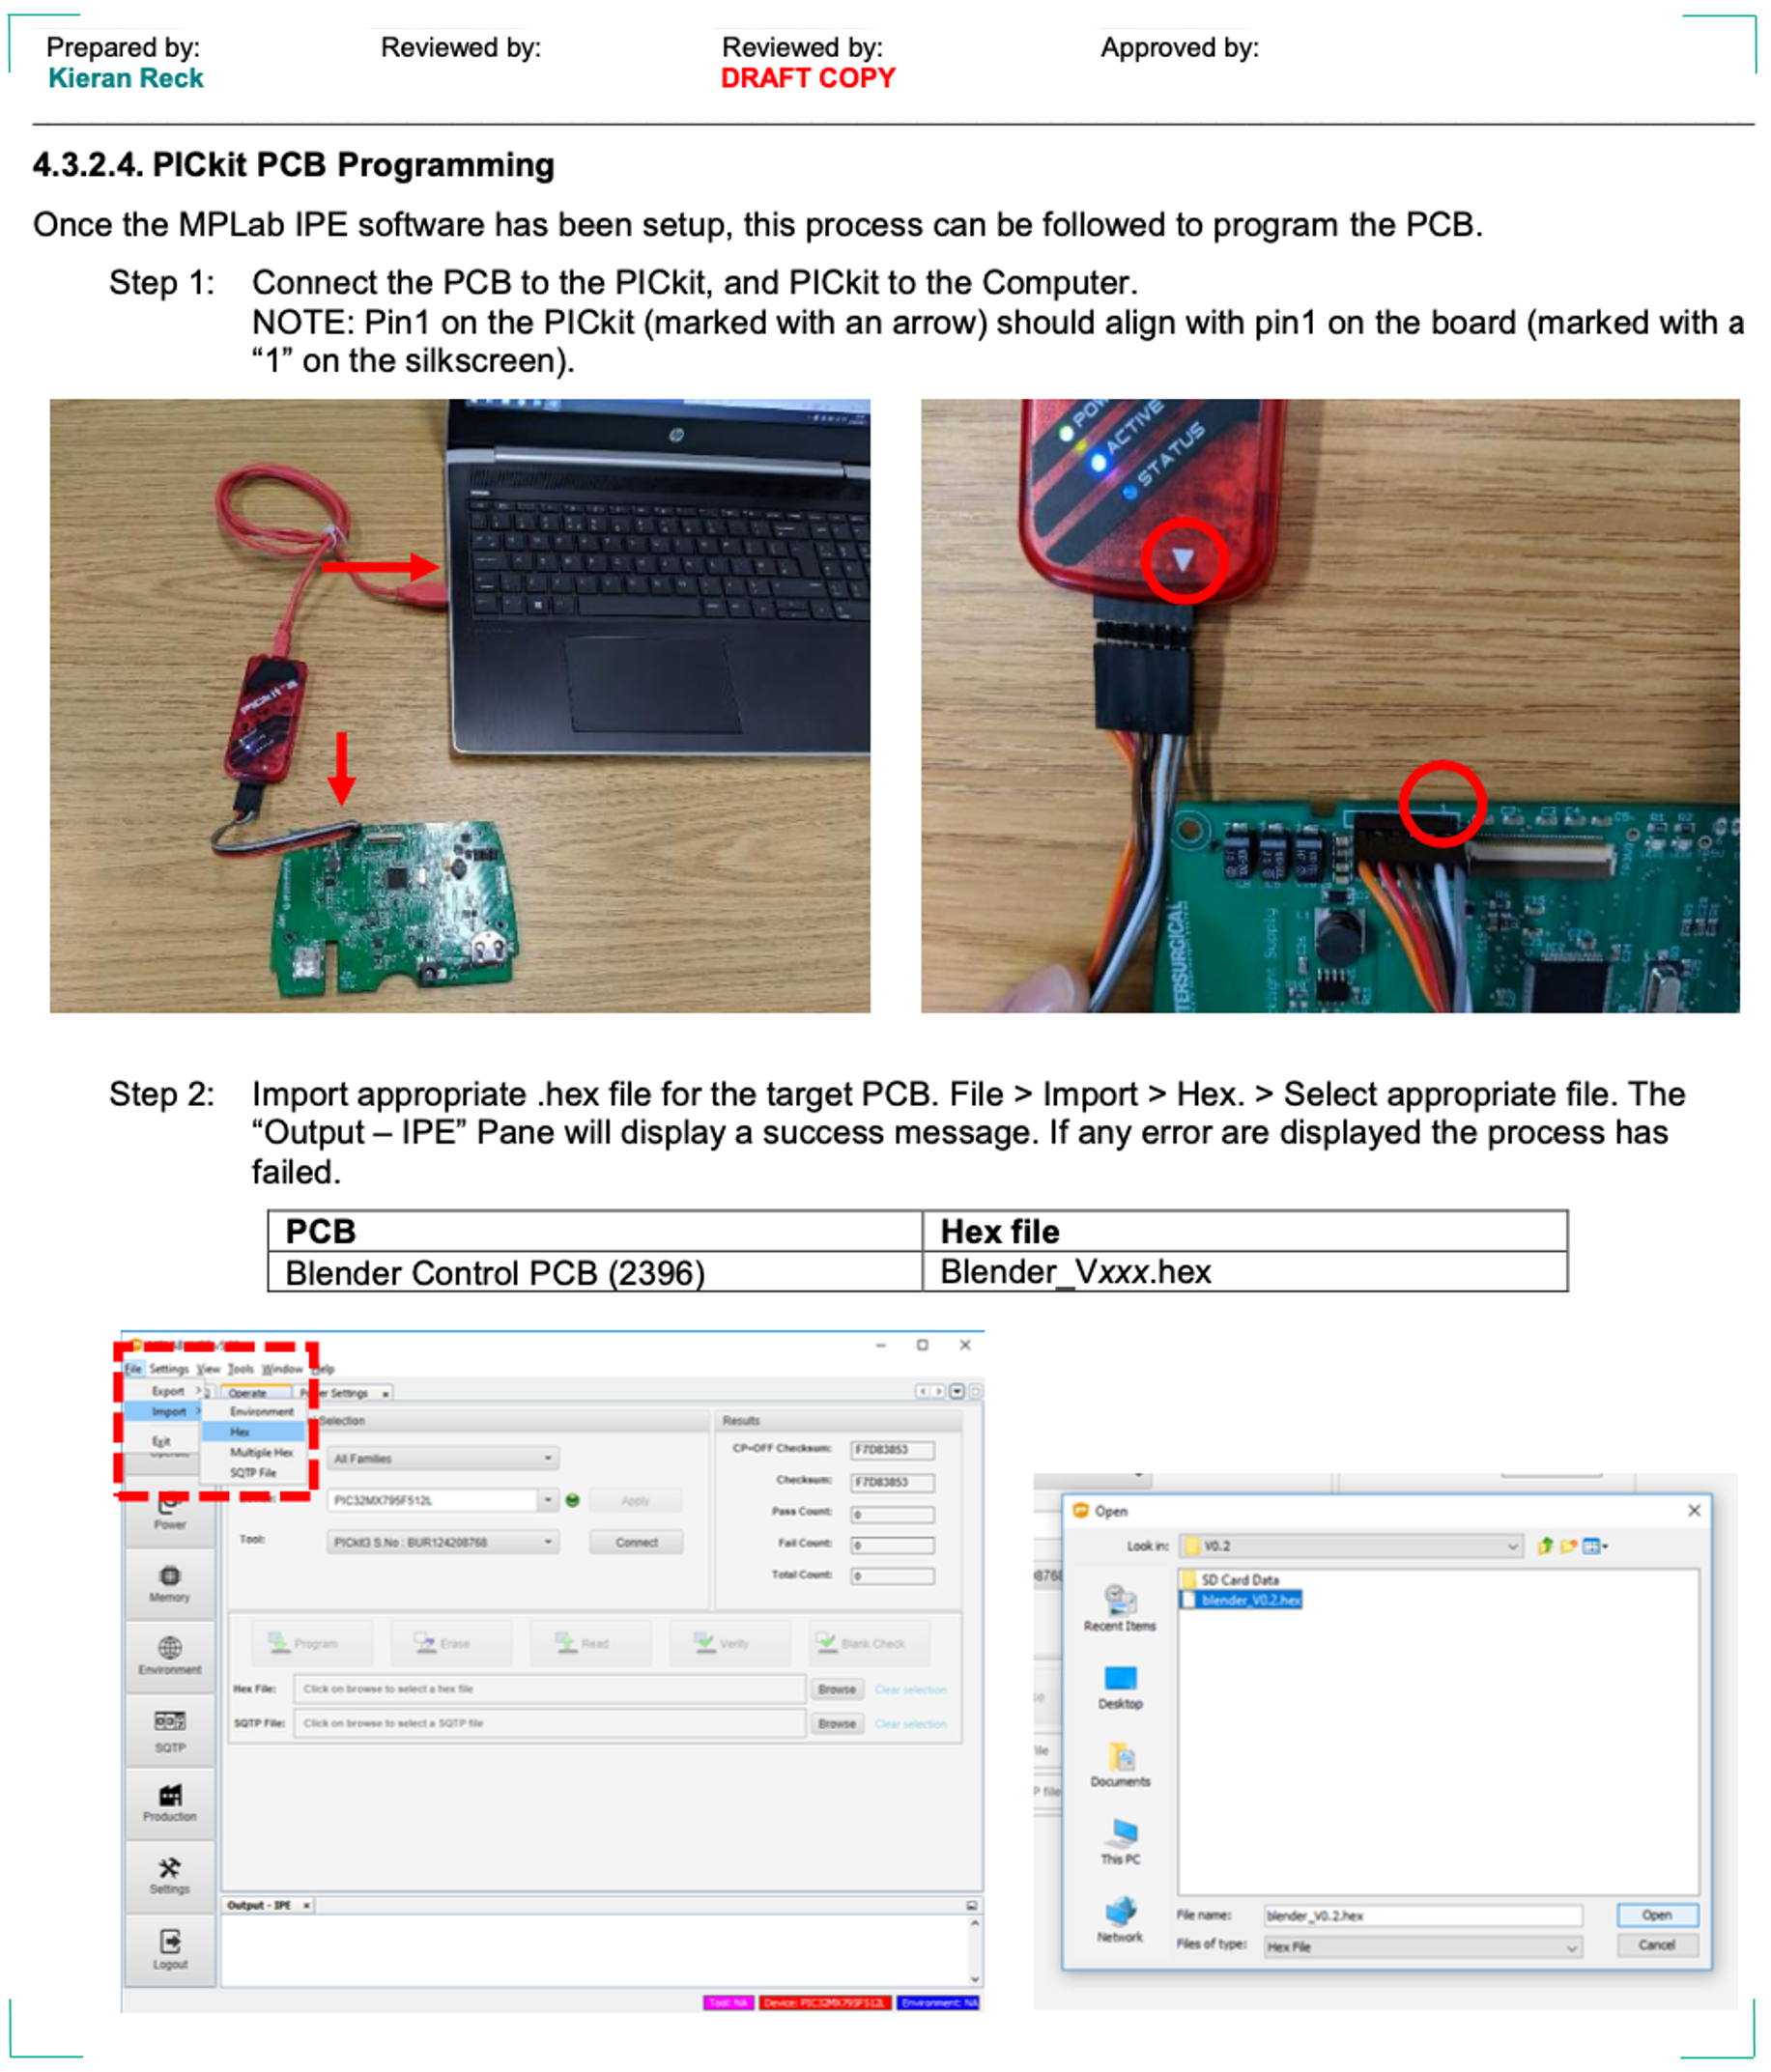 Prepared by:
Reviewed by:
Reviewed by:
Approved by:
Kieran Reck
DRAFT COPY
4.3.2.4. PICkit PCB Programming
Once the MPLab IPE software has been setup, this process can be followed to program the PCB.
Step 1: Connect the PCB to the PICkit, and PICkit to the Computer.
NOTE: Pin1 on the PICkit (marked with an arrow) should align with pin1 on the board (marked with a
“1” on the silkscreen).
hp
PICkit
ACTIVE
STATUS
TERSURGICAL
Supply
R1 R2
Step 2: Import appropriate .hex file for the target PCB. File > Import > Hex. > Select appropriate file. The
“Output – IPE” Pane will display a success message. If any error are displayed the process has
failed.
PCB
Hex file
Blender Control PCB (2396)
Blender_Vxxx.hex
File Settings View Tools Window Help
Export
Operate
Settings
Import
Environment
Selection
Results
Hex
Exit
Multiple Hex
SQTP File
All Families
CP=OFF Checksum: F7D83853
Checksum: F7D83853
PIC32MX795F512L
Apply
Pass Count: 0
Tool: PICkit3 S.No : BUR124208768
Connect
Fail Count: 0
Total Count: 0
Power
Memory
Environment
SQTP
Production
Settings
Logout
Program
Erase
Read
Verify
Blank Check
Hex File: Click on browse to select a hex file
Browse
Clear selection
SQTP File: Click on browse to select a SQTP file
Browse
Clear selection
Output - IPE
Tool: NA
Device: PIC32MX795F512L
Environment: NA
Open
Look in: V0.2
SD Card Data
blender_V0.2.hex
Recent Items
Desktop
Documents
This PC
Network
File name: blender_V0.2.hex
Open
Files of type: Hex File
Cancel